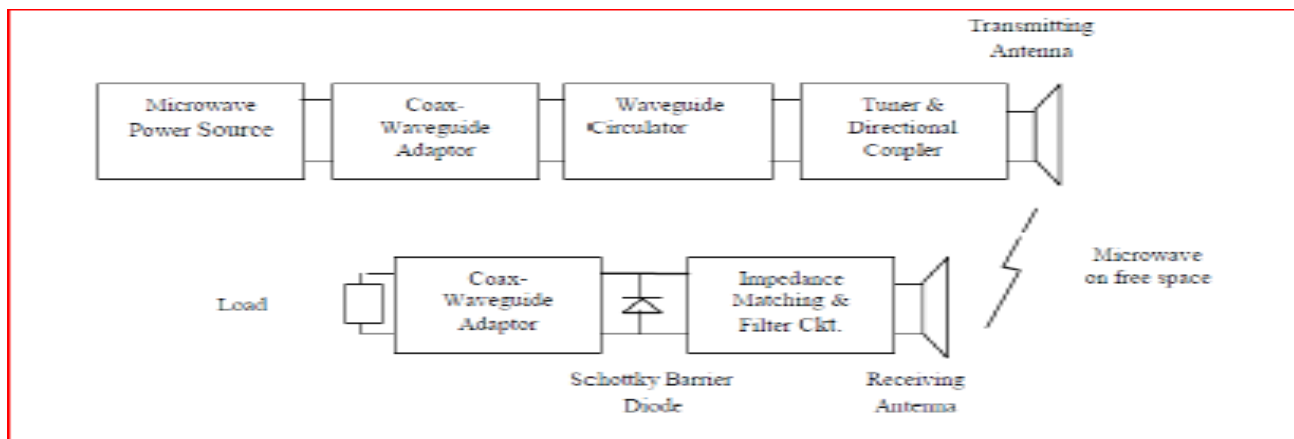 Transmitting
Antenna
Microwave
Power Source
Coax-
Waveguide
Adaptor
Waveguide
Circulator
Tuner &
Directional
Coupler
Microwave
on free space
Load
Coax-
Waveguide
Adaptor
Impedance
Matching &
Filter Ckt.
Schottky Barrier
Diode
Receiving
Antenna